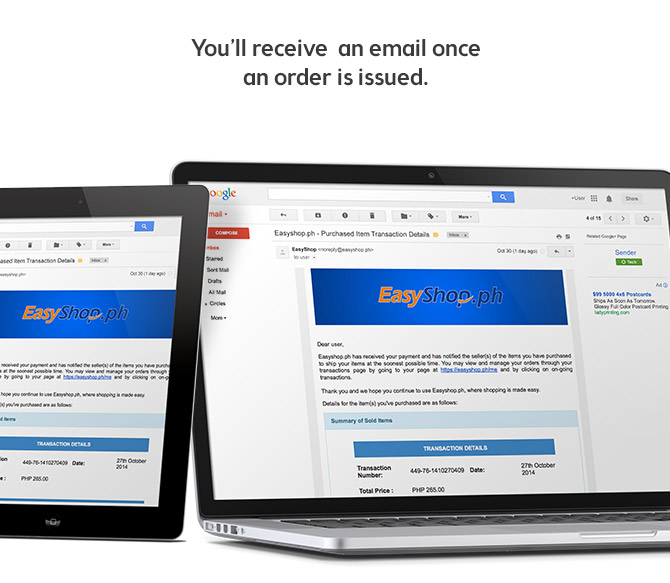 You'll receive an email once
an order is issued.
oogle
mail
+User
Share
More
4 of 15
COMPOSE
Inbox
Starred
Sent Mail
Drafts
All Mail
Circles
More
Easyshop.ph - Purchased Item Transaction Details
Inbox x
EasyShop <noreply@easyshop.ph>
to user
Oct 30 (1 day ago)
EasyShop.ph
Dear user,
Easyshop.ph has received your payment and has notified the seller(s) of the items you have purchased
to ship your items at the soonest possible time. You may view and manage your orders through your
transactions page by going to your page at https://easyshop.ph/me and by clicking on on-going
transactions.
Thank you and we hope you continue to use Easyshop.ph, where shopping is made easy.
Details for the item(s) you've purchased are as follows:
Summary of Sold Items
TRANSACTION DETAILS
Transaction
Number:
449-76-1410270409
Date:
27th October
2014
Total Price :
PHP 265.00
Related Google+ Page
Sender
Tech
Ad
$99 5000 4x6 Postcards
Ships As Soon As Tomorrow.
Glossy Full Color Postcard Printing
ladyprinting.com
More
ased Item Transaction Details
Inbox x
Oct 30 (1 day ago)
EasyShop.ph
s received your payment and has notified the seller(s) of the items you have purchased
items at the soonest possible time. You may view and manage your orders through your
e by going to your page at https://easyshop.ph/me and by clicking on on-going
nd we hope you continue to use Easyshop.ph, where shopping is made easy.
m(s) you've purchased are as follows:
Sold Items
TRANSACTION DETAILS
449-76-1410270409
Date:
27th October
2014
PHP 265.00